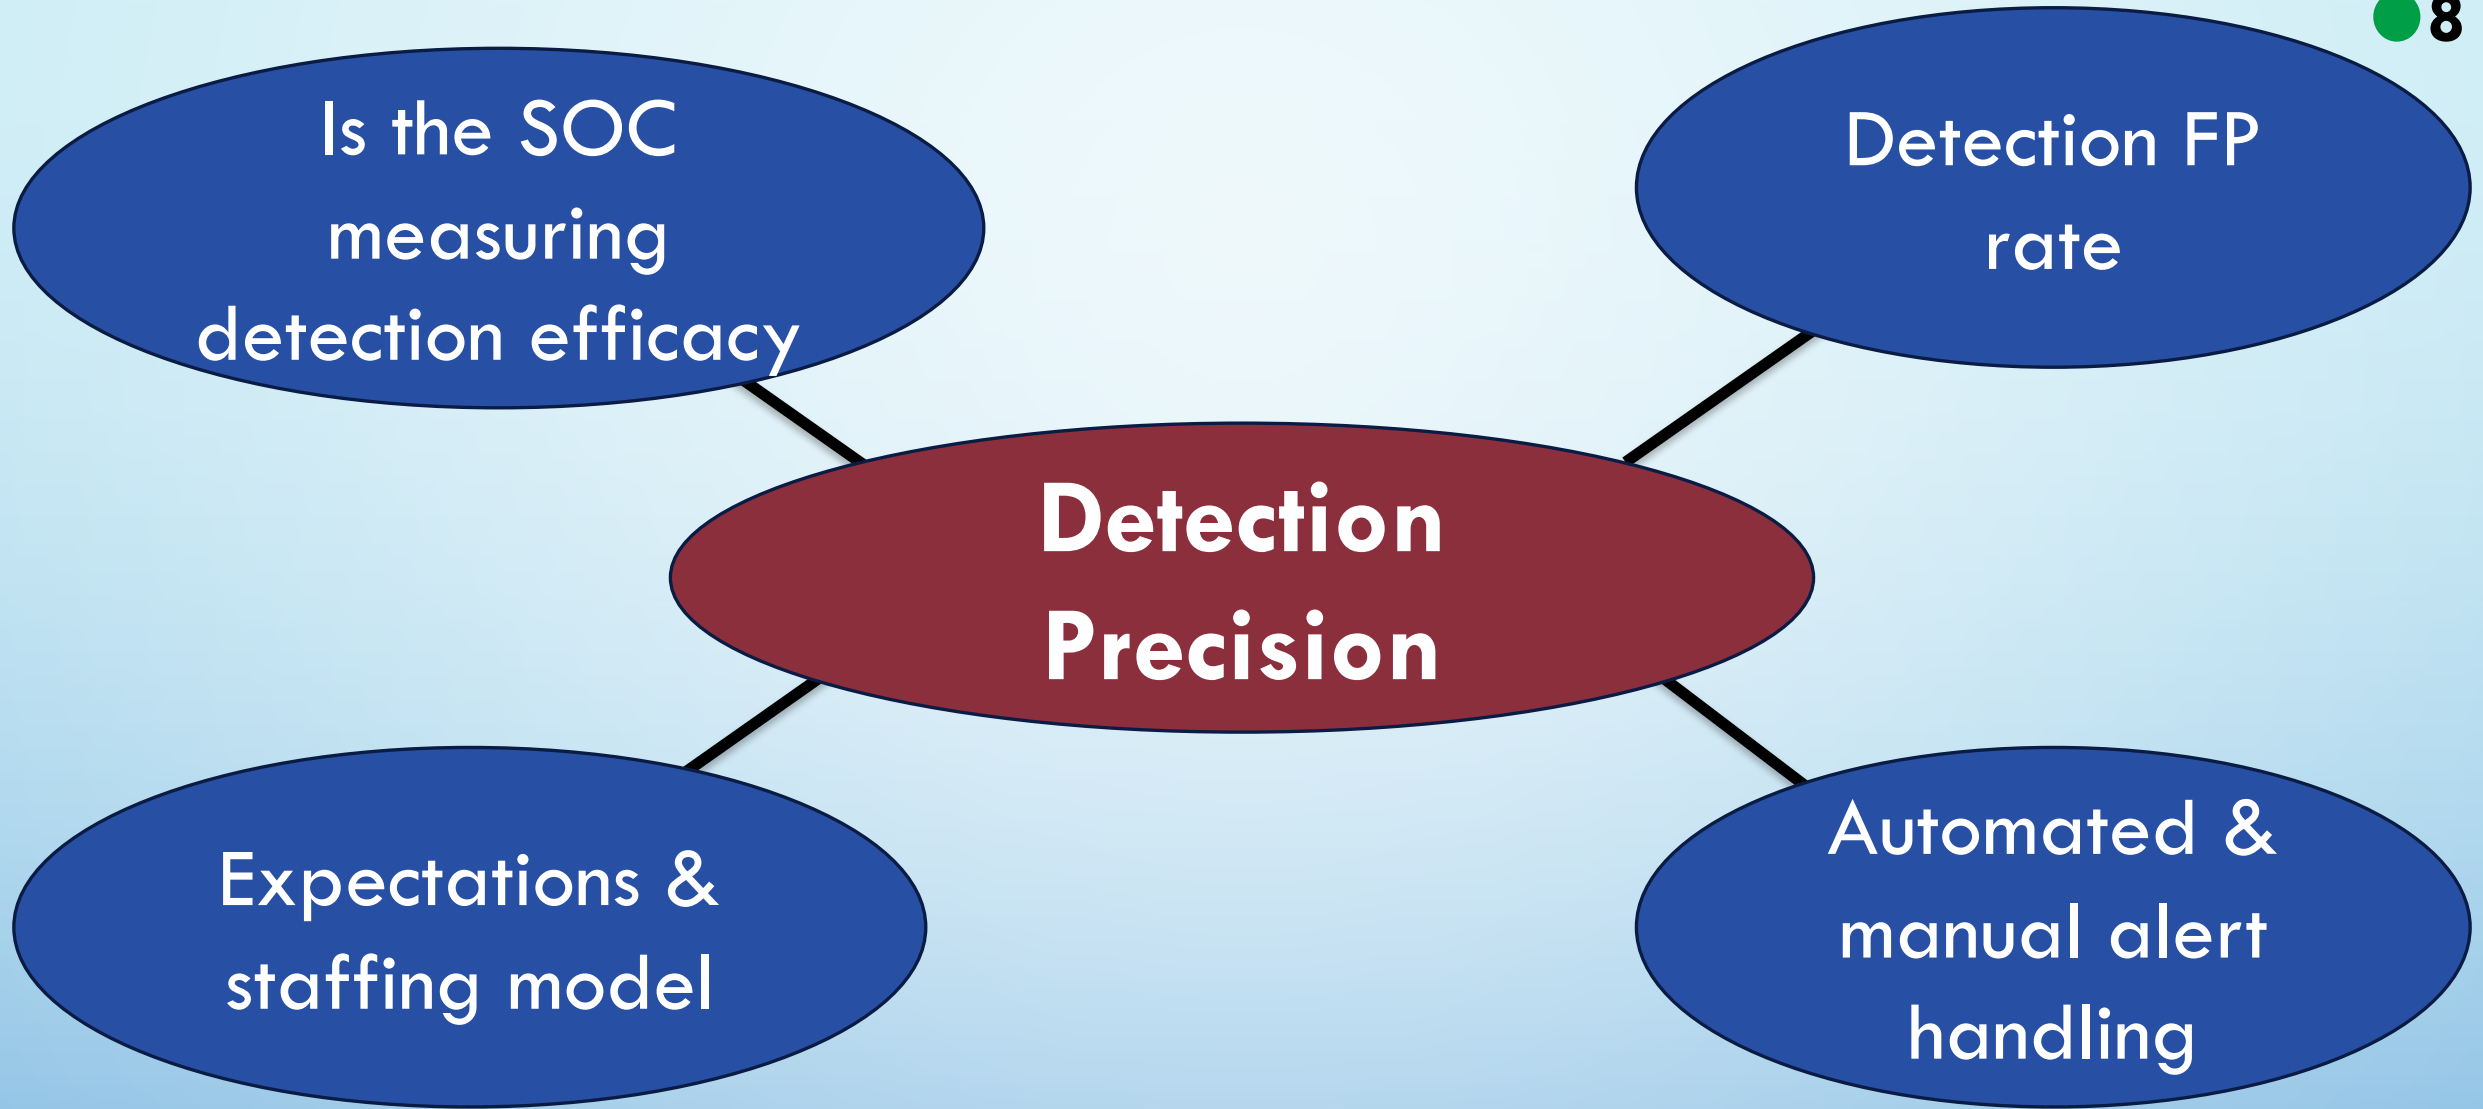 8
Is the SOC
measuring
detection efficacy
Detection FP
rate
Detection
Precision
Expectations &
staffing model
Automated &
manual alert
handling